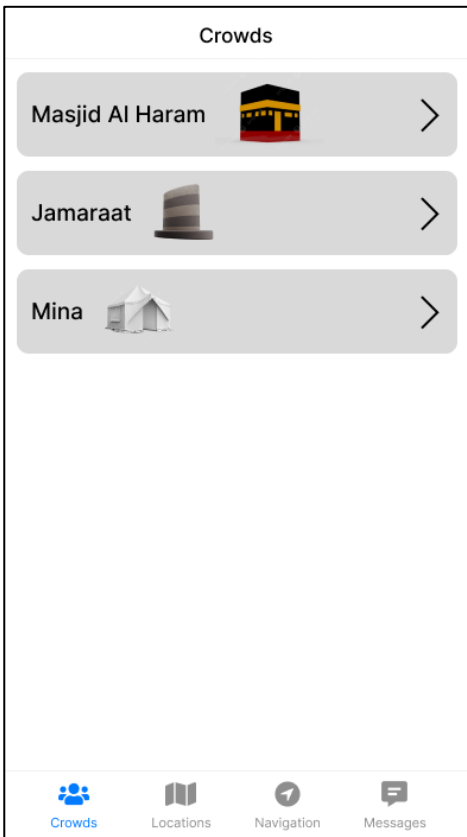 Crowds
Masjid Al Haram
Jamaraat
Mina
Crowds Locations Navigation Messages